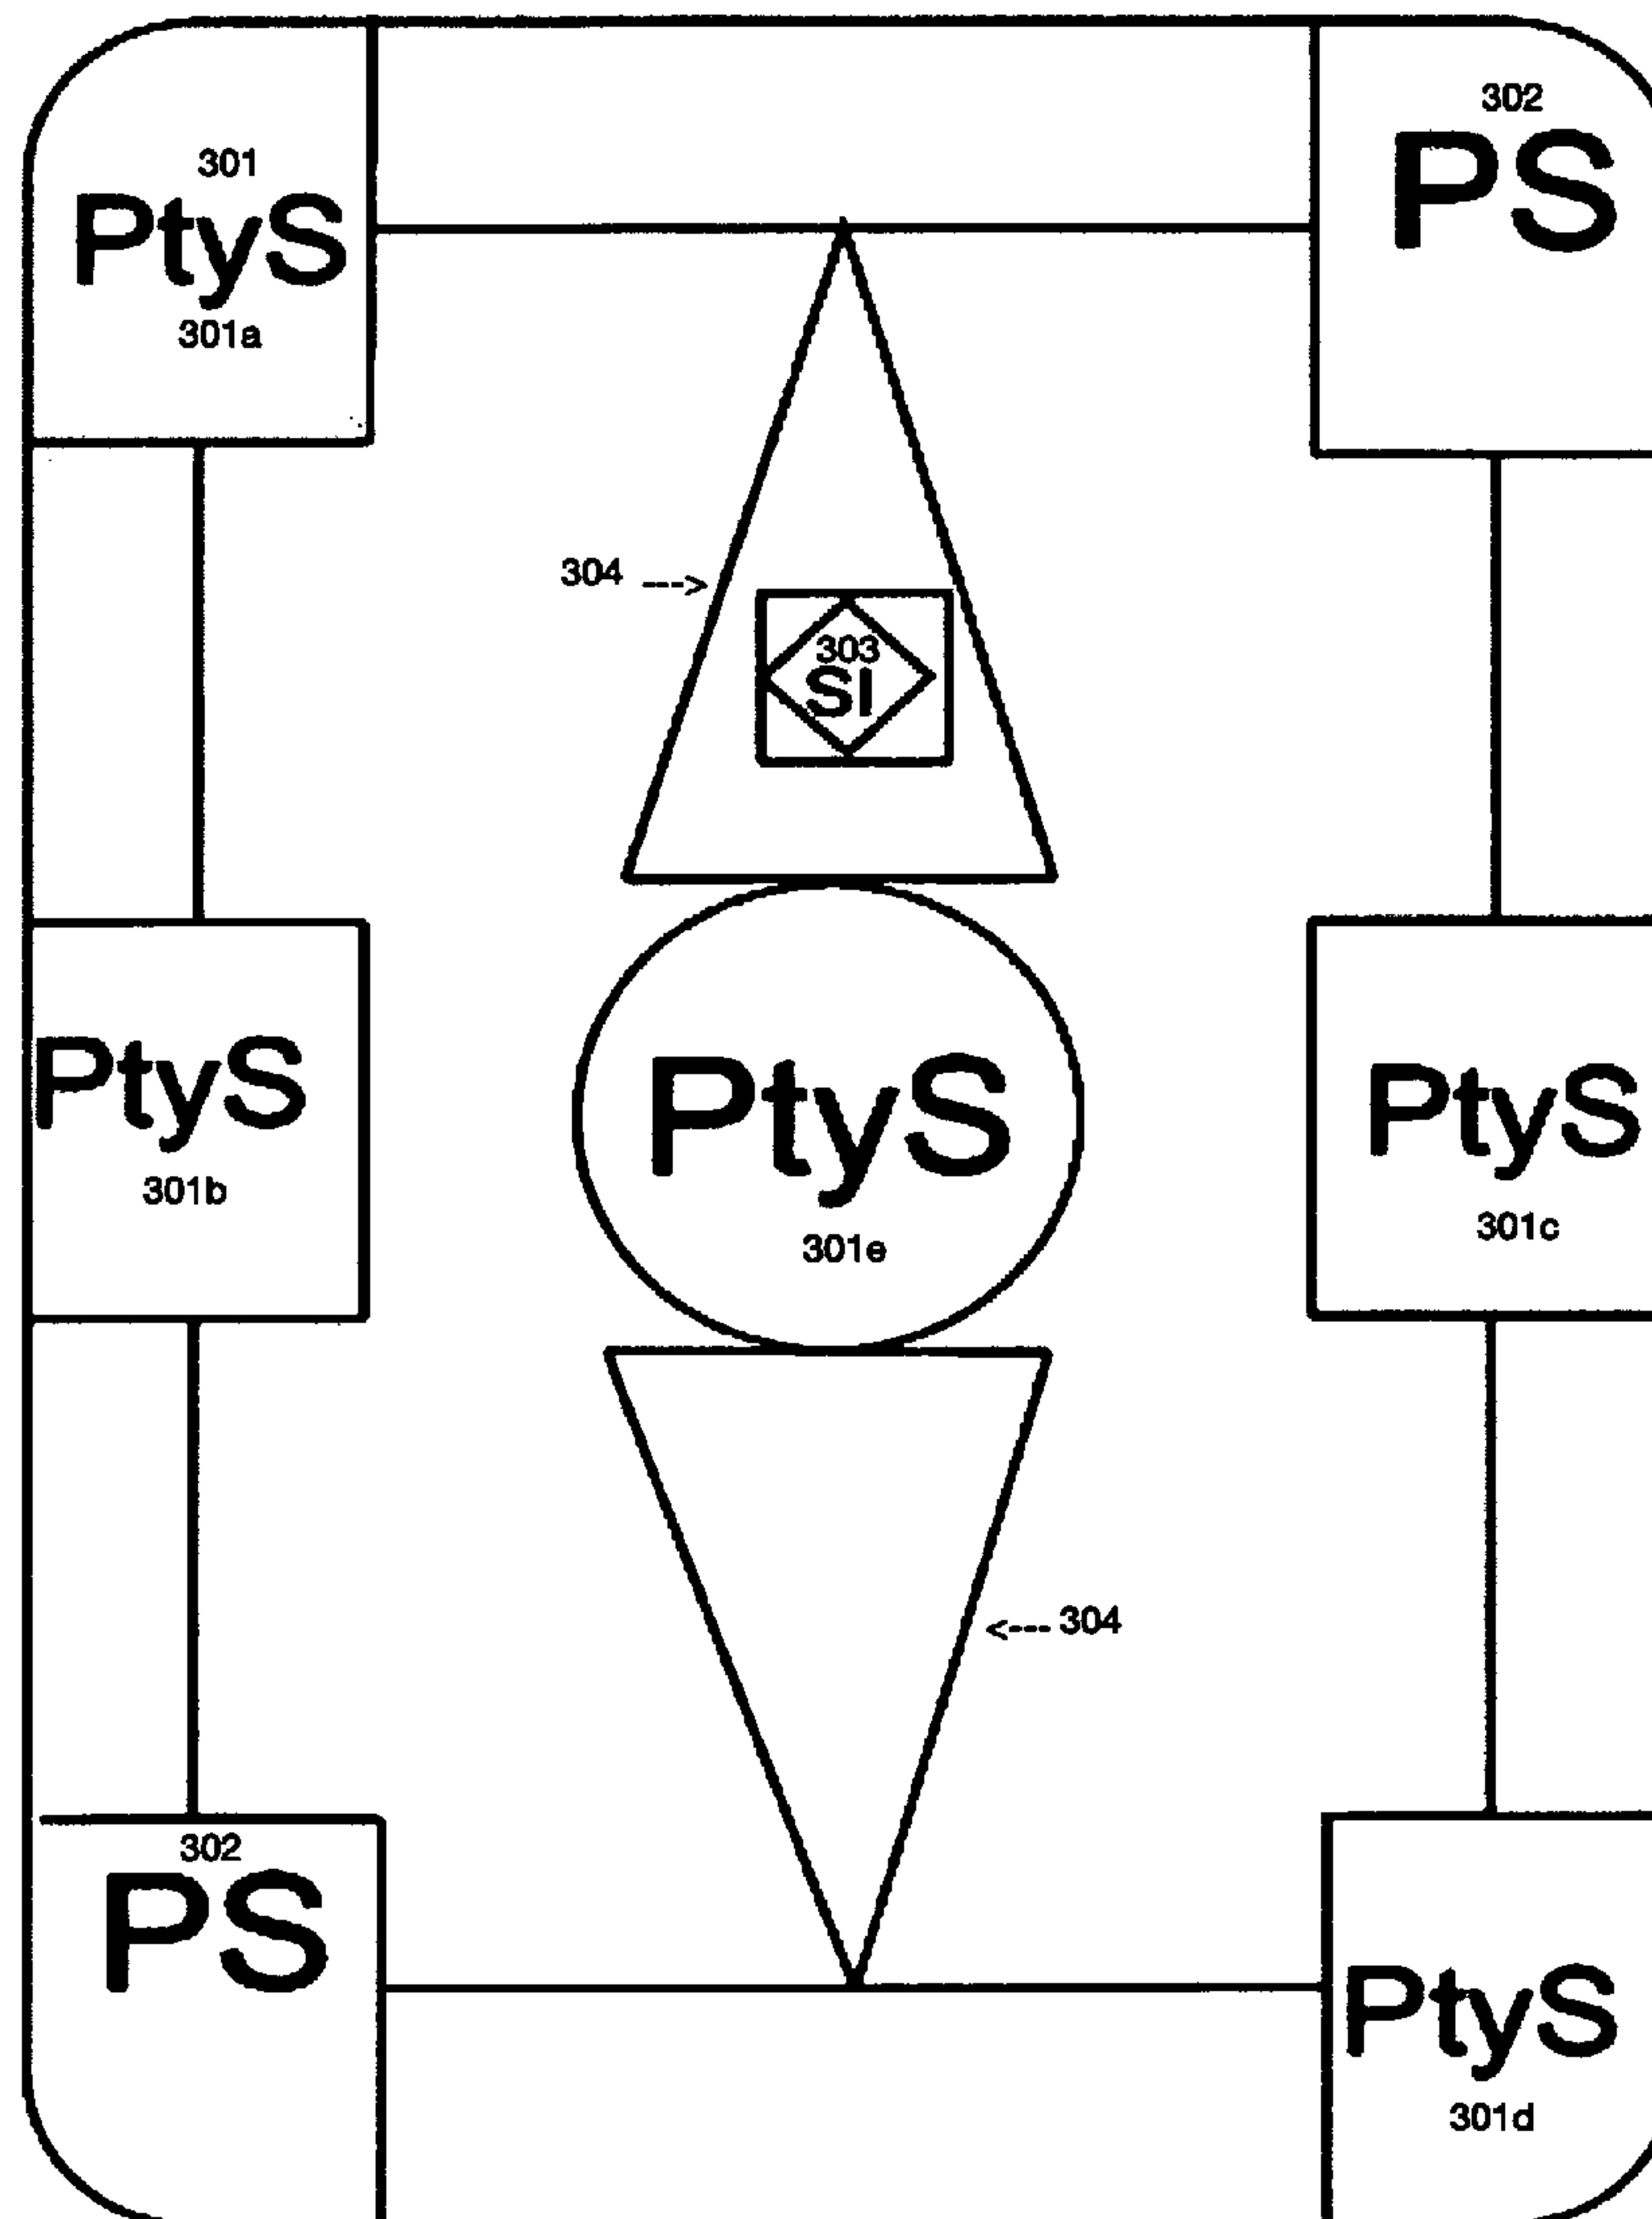 302
PS
301
PtyS
301a
304 --->
303
SI
PtyS
301b
PtyS
301e
PtyS
301c
<--- 304
302
PS
PtyS
301d